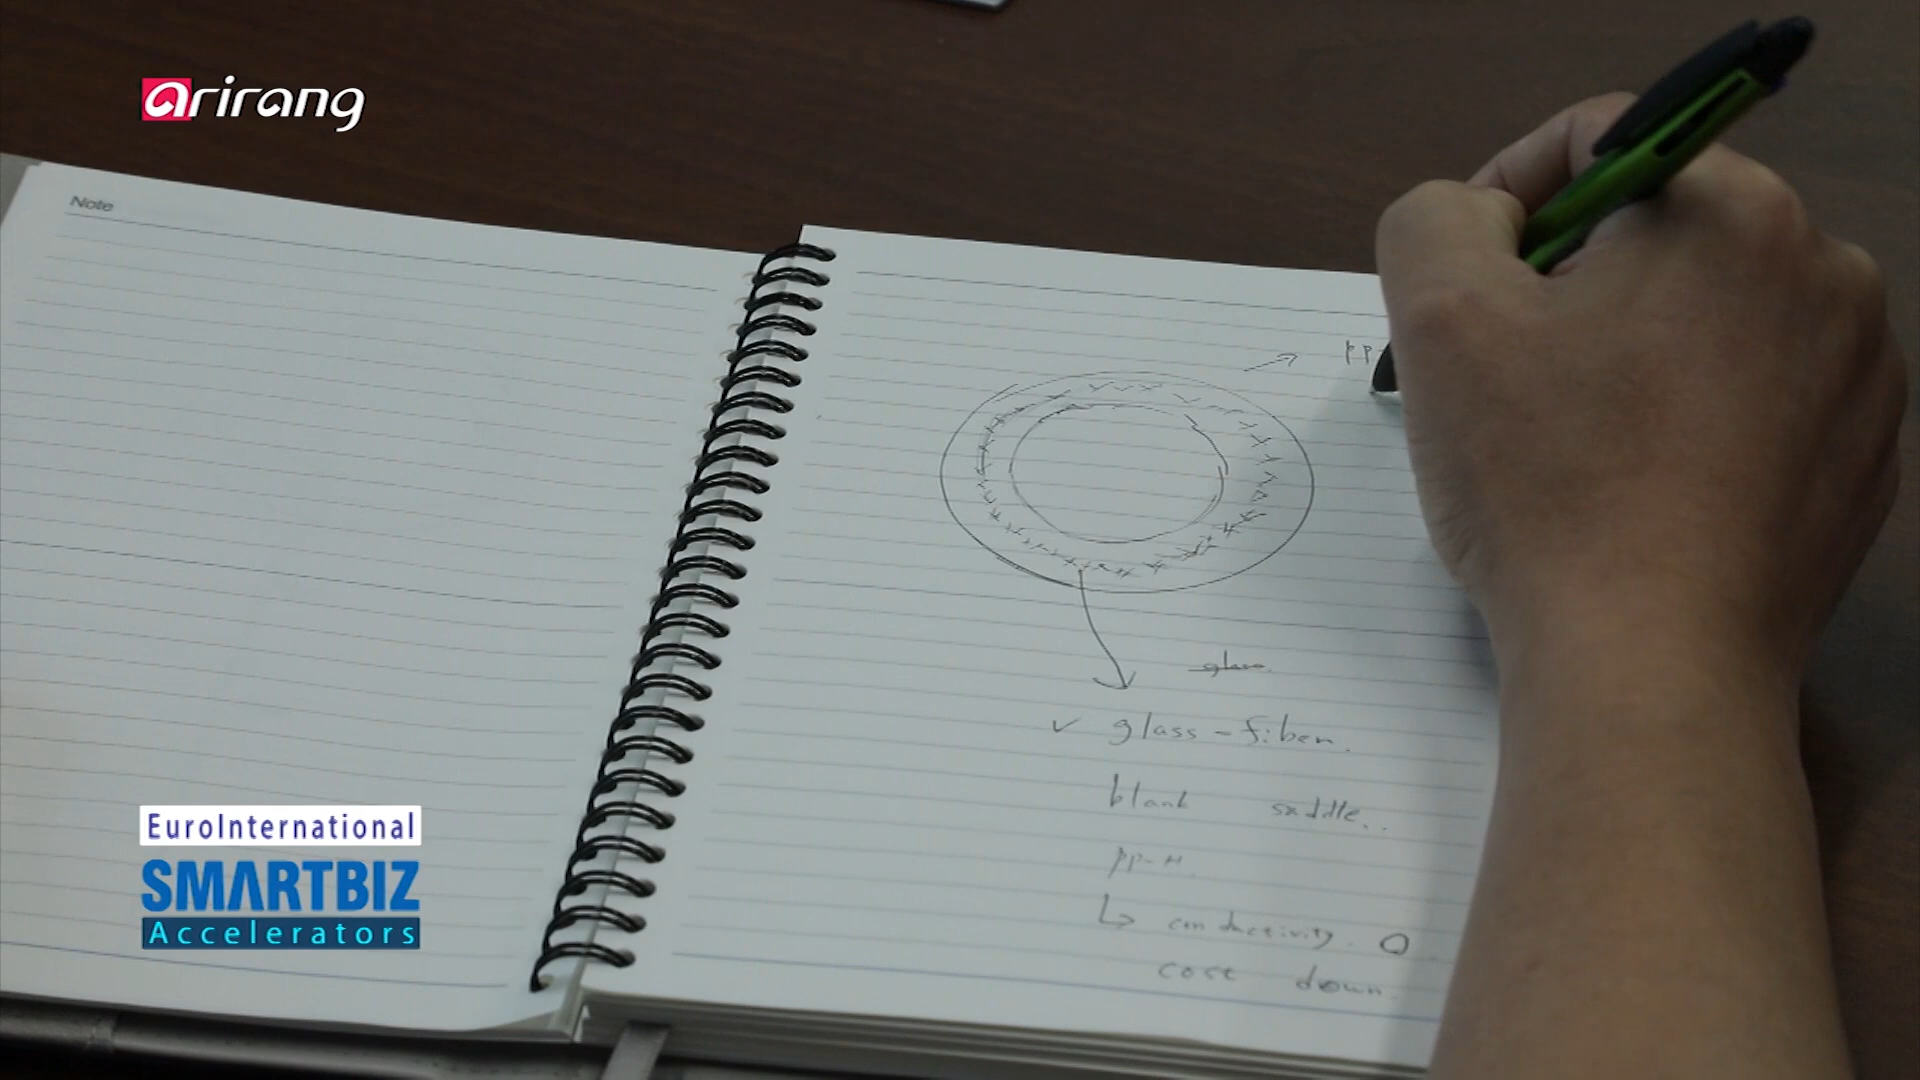 arirang
Note
pp
glass
✓ glass-fiber.
blank saddle..
pp-H.
↳ conductivity. O
cost down.
EuroInternational
SMARTBIZ
Accelerators